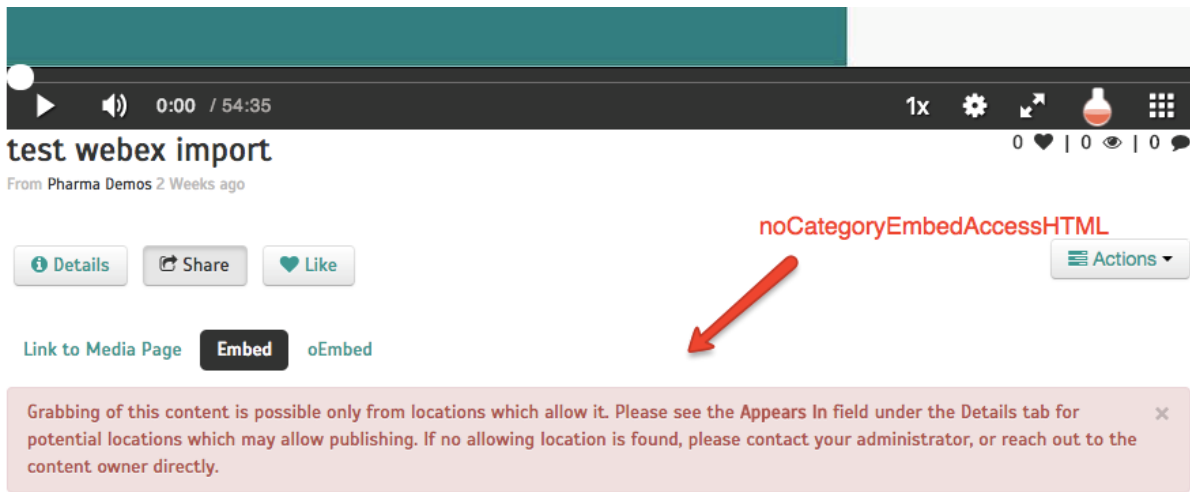 0:00 / 54:35 1x
test webex import
0 | 0 | 0
From Pharma Demos 2 Weeks ago
noCategoryEmbedAccessHTML
Details Share Like Actions
Link to Media Page Embed oEmbed
Grabbing of this content is possible only from locations which allow it. Please see the Appears In field under the Details tab for
potential locations which may allow publishing. If no allowing location is found, please contact your administrator, or reach out to the
content owner directly.